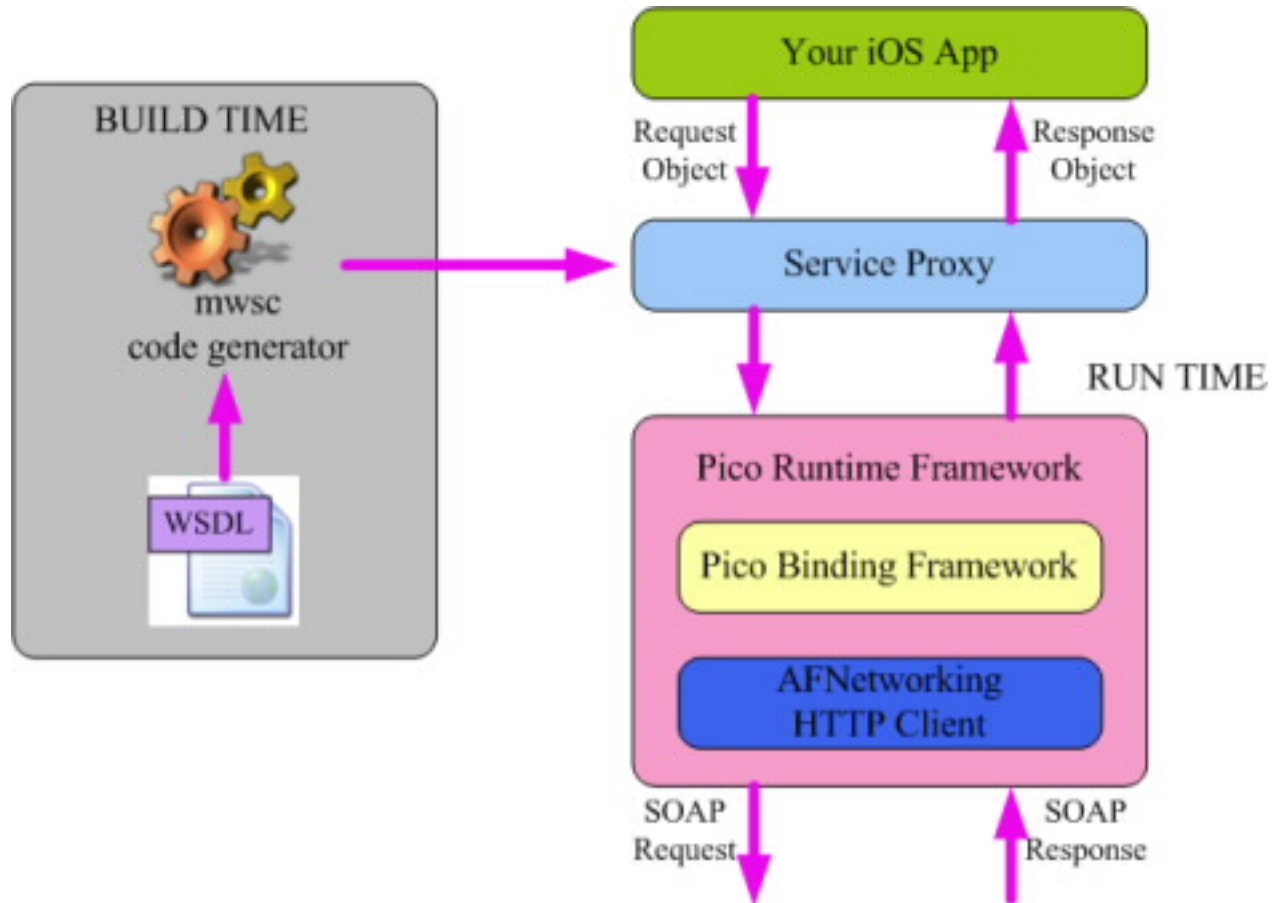 BUILD TIME
mwsc
code generator
WSDL
Your iOS App
Request
Object
Response
Object
Service Proxy
RUN TIME
Pico Runtime Framework
Pico Binding Framework
AFNetworking
HTTP Client
SOAP
Request
SOAP
Response